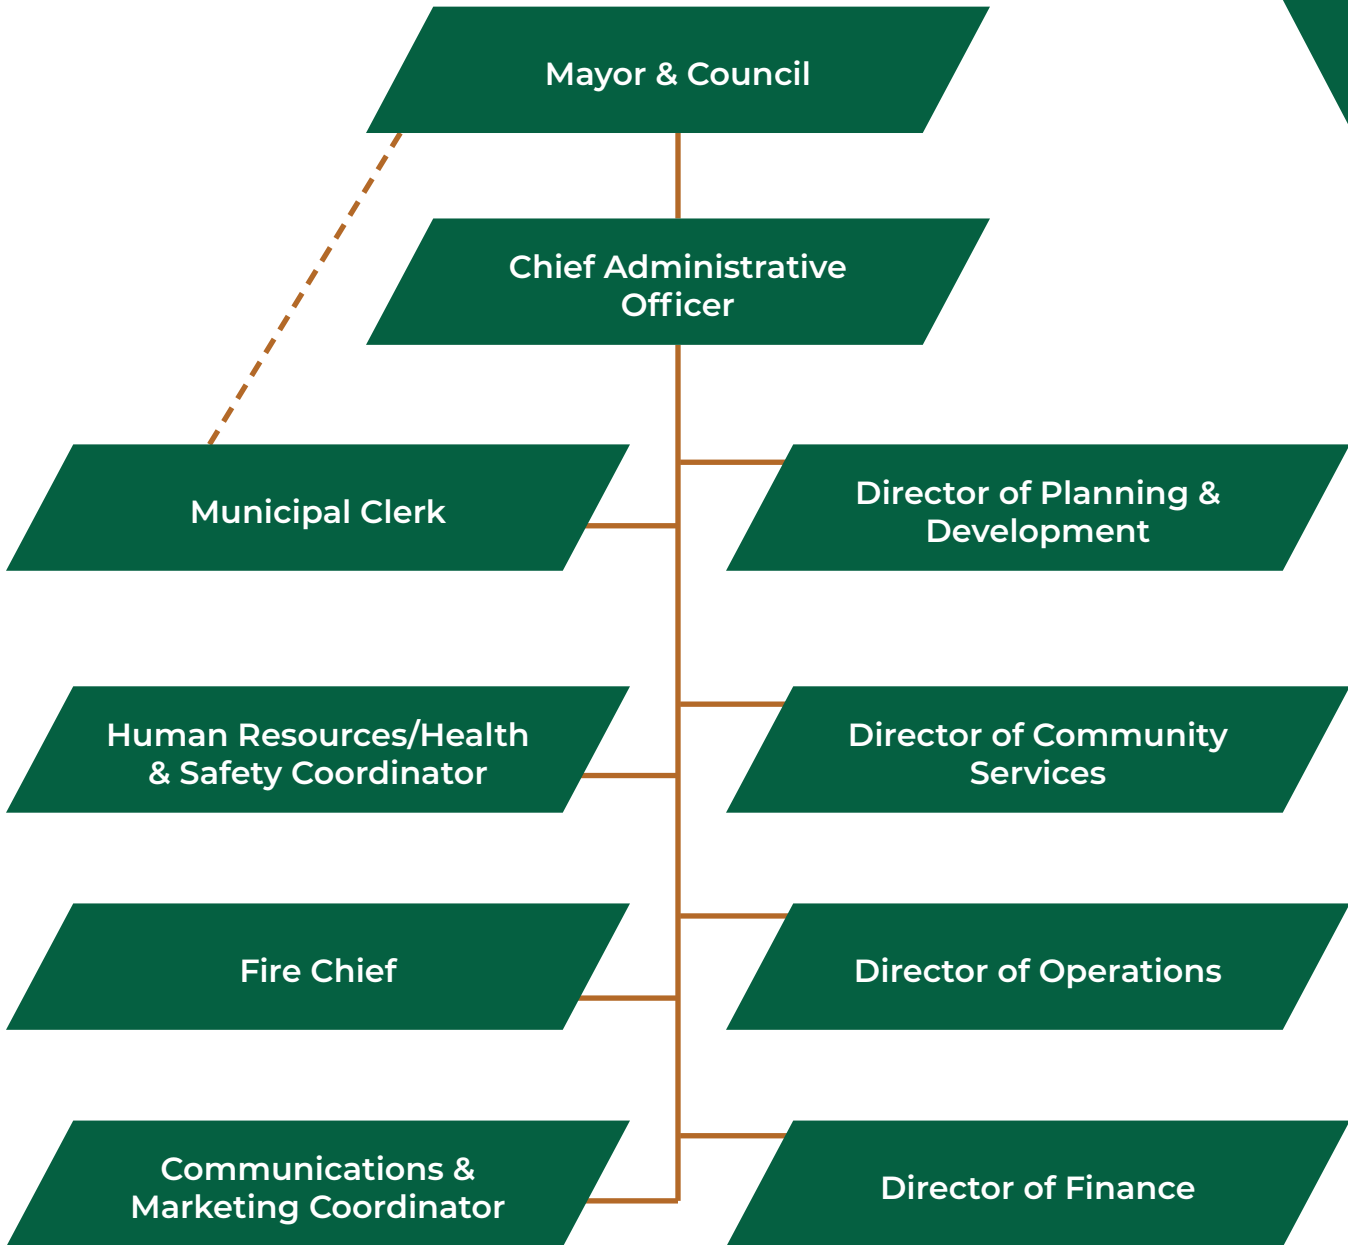 Mayor & Council
Chief Administrative
Officer
Municipal Clerk
Director of Planning &
Development
Human Resources/Health
& Safety Coordinator
Director of Community
Services
Fire Chief
Director of Operations
Communications &
Marketing Coordinator
Director of Finance